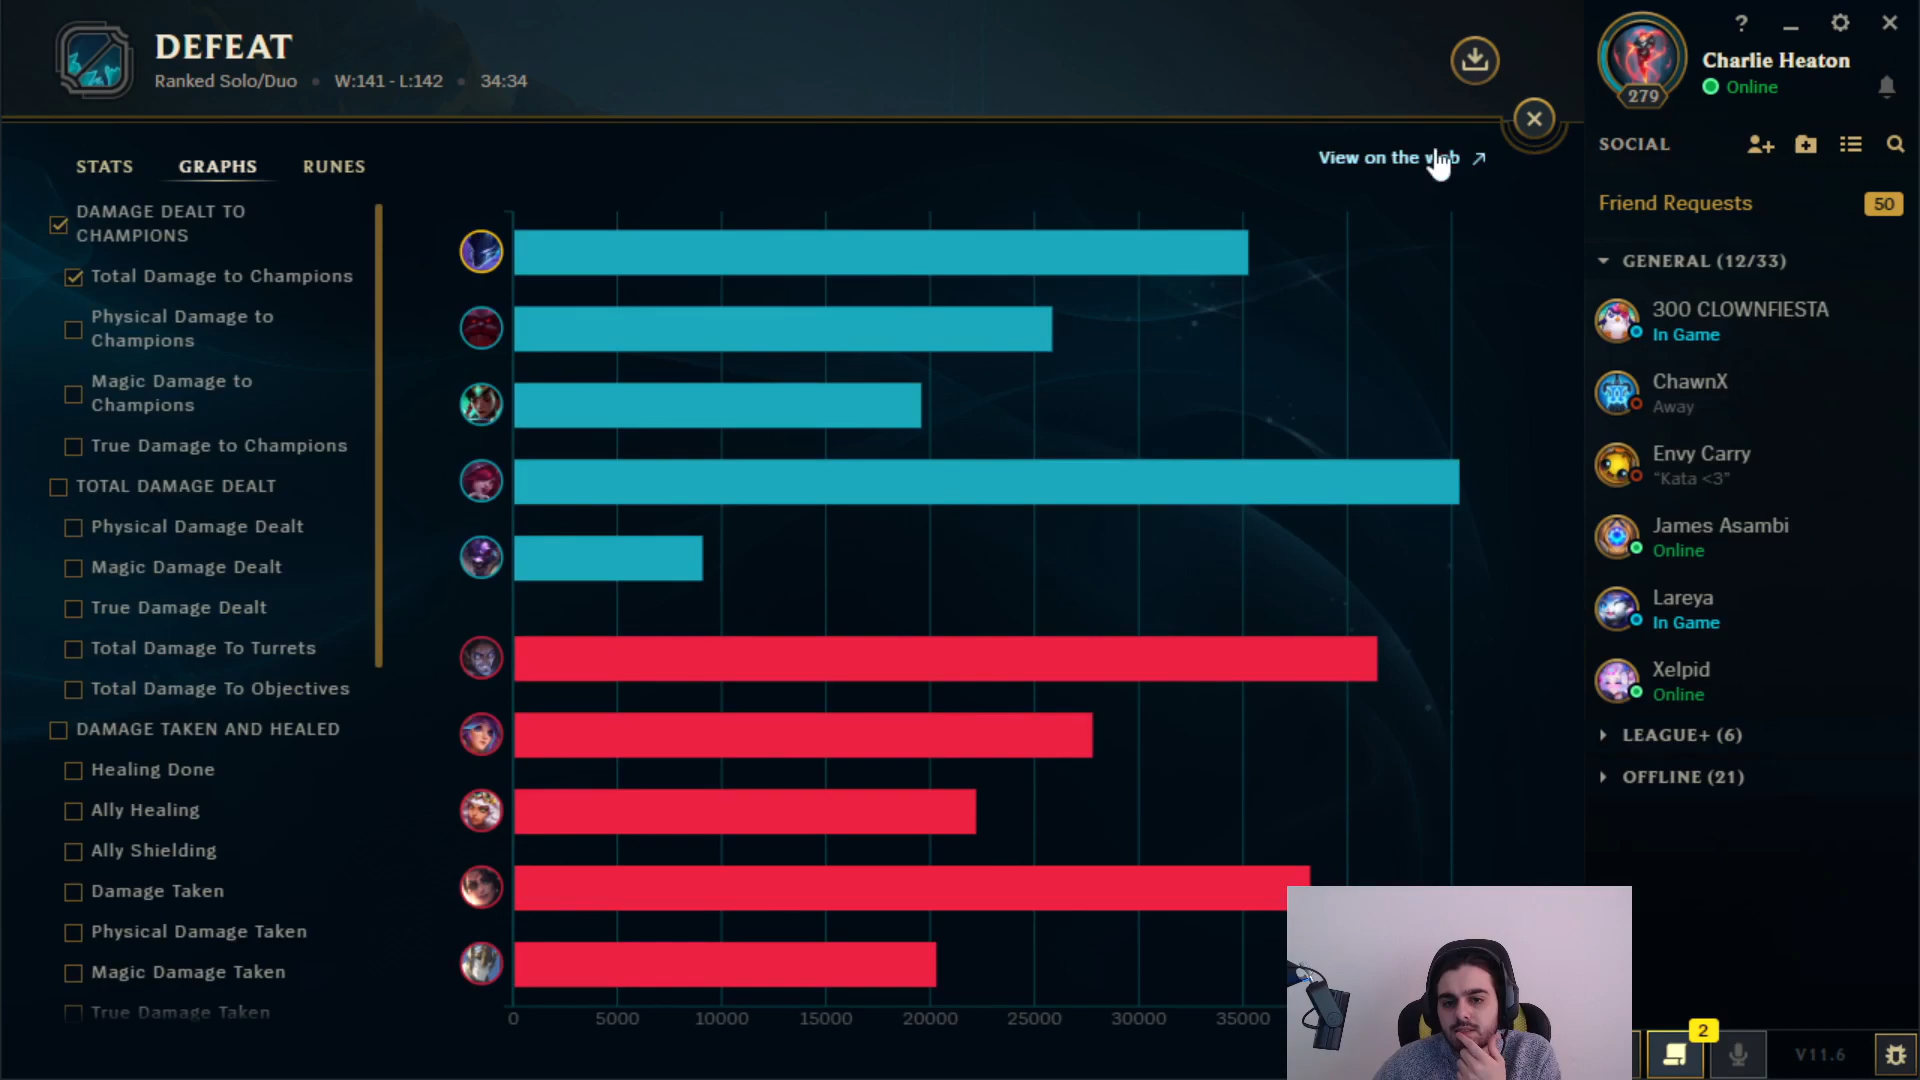 DEFEAT
Ranked Solo/Duo • W:141 - L:142 • 34:34
STATS
GRAPHS
RUNES
View on the
DAMAGE DEALT TO
CHAMPIONS
Total Damage to Champions
Physical Damage to
Champions
Magic Damage to
Champions
True Damage to Champions
TOTAL DAMAGE DEALT
Physical Damage Dealt
Magic Damage Dealt
True Damage Dealt
Total Damage To Turrets
Total Damage To Objectives
DAMAGE TAKEN AND HEALED
Healing Done
Ally Healing
Ally Shielding
Damage Taken
Physical Damage Taken
Magic Damage Taken
True Damage Taken
0
5000
10000
15000
20000
25000
30000
35000
?
Charlie Heaton
Online
279
SOCIAL
Friend Requests
50
GENERAL (12/33)
300 CLOWNFIESTA
In Game
ChawnX
Away
Envy Carry
"Kata <3"
James Asambi
Online
Lareya
In Game
Xelpid
Online
LEAGUE+ (6)
OFFLINE (21)
2
V11.6